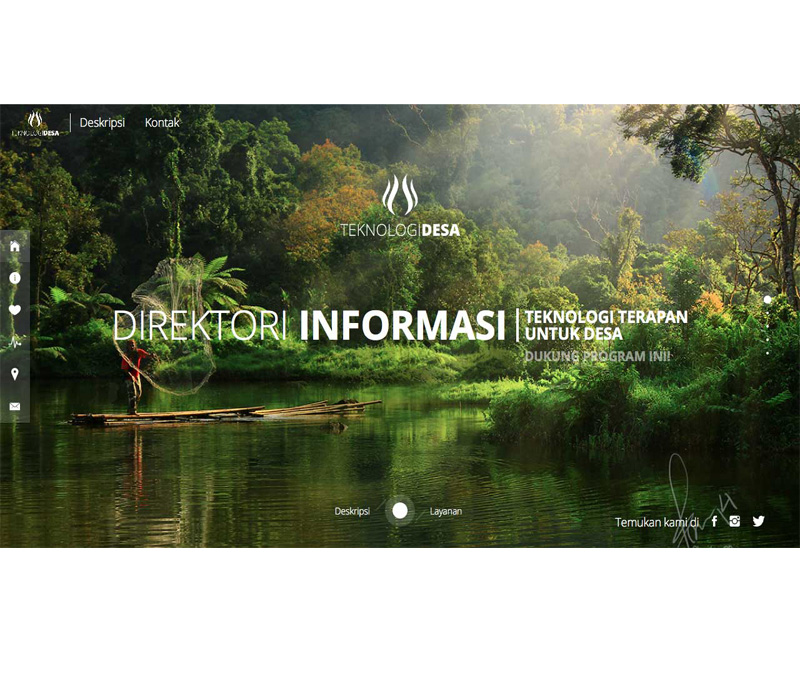 TEKNOLOGIDESA
Deskripsi
Kontak
TEKNOLOGIDESA
DIREKTORI INFORMASI
TEKNOLOGI TERAPAN
UNTUK DESA
DUKUNG PROGRAM INI!
Deskripsi
Layanan
Temukan kami di